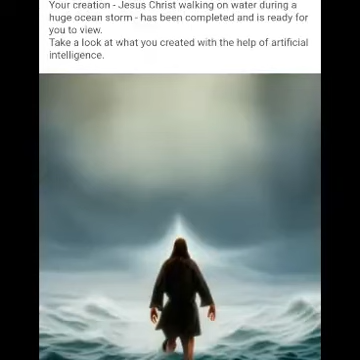 Your creation - Jesus Christ walking on water during a
huge ocean storm - has been completed and is ready for
you to view.
Take a look at what you created with the help of artificial
intelligence.